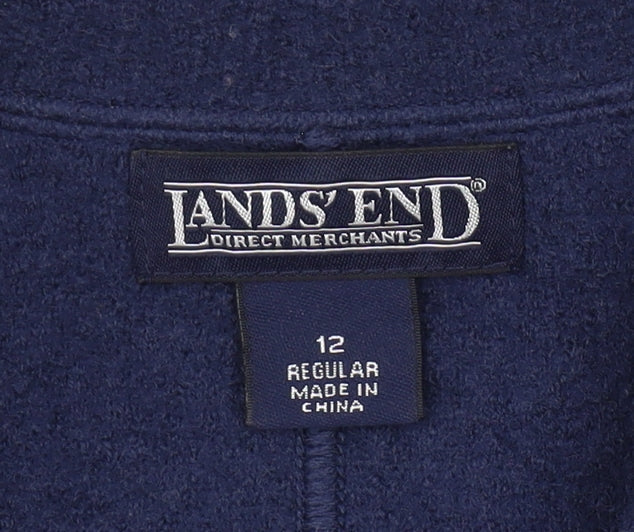 LANDS' END®
DIRECT MERCHANTS
12
REGULAR
MADE IN
CHINA